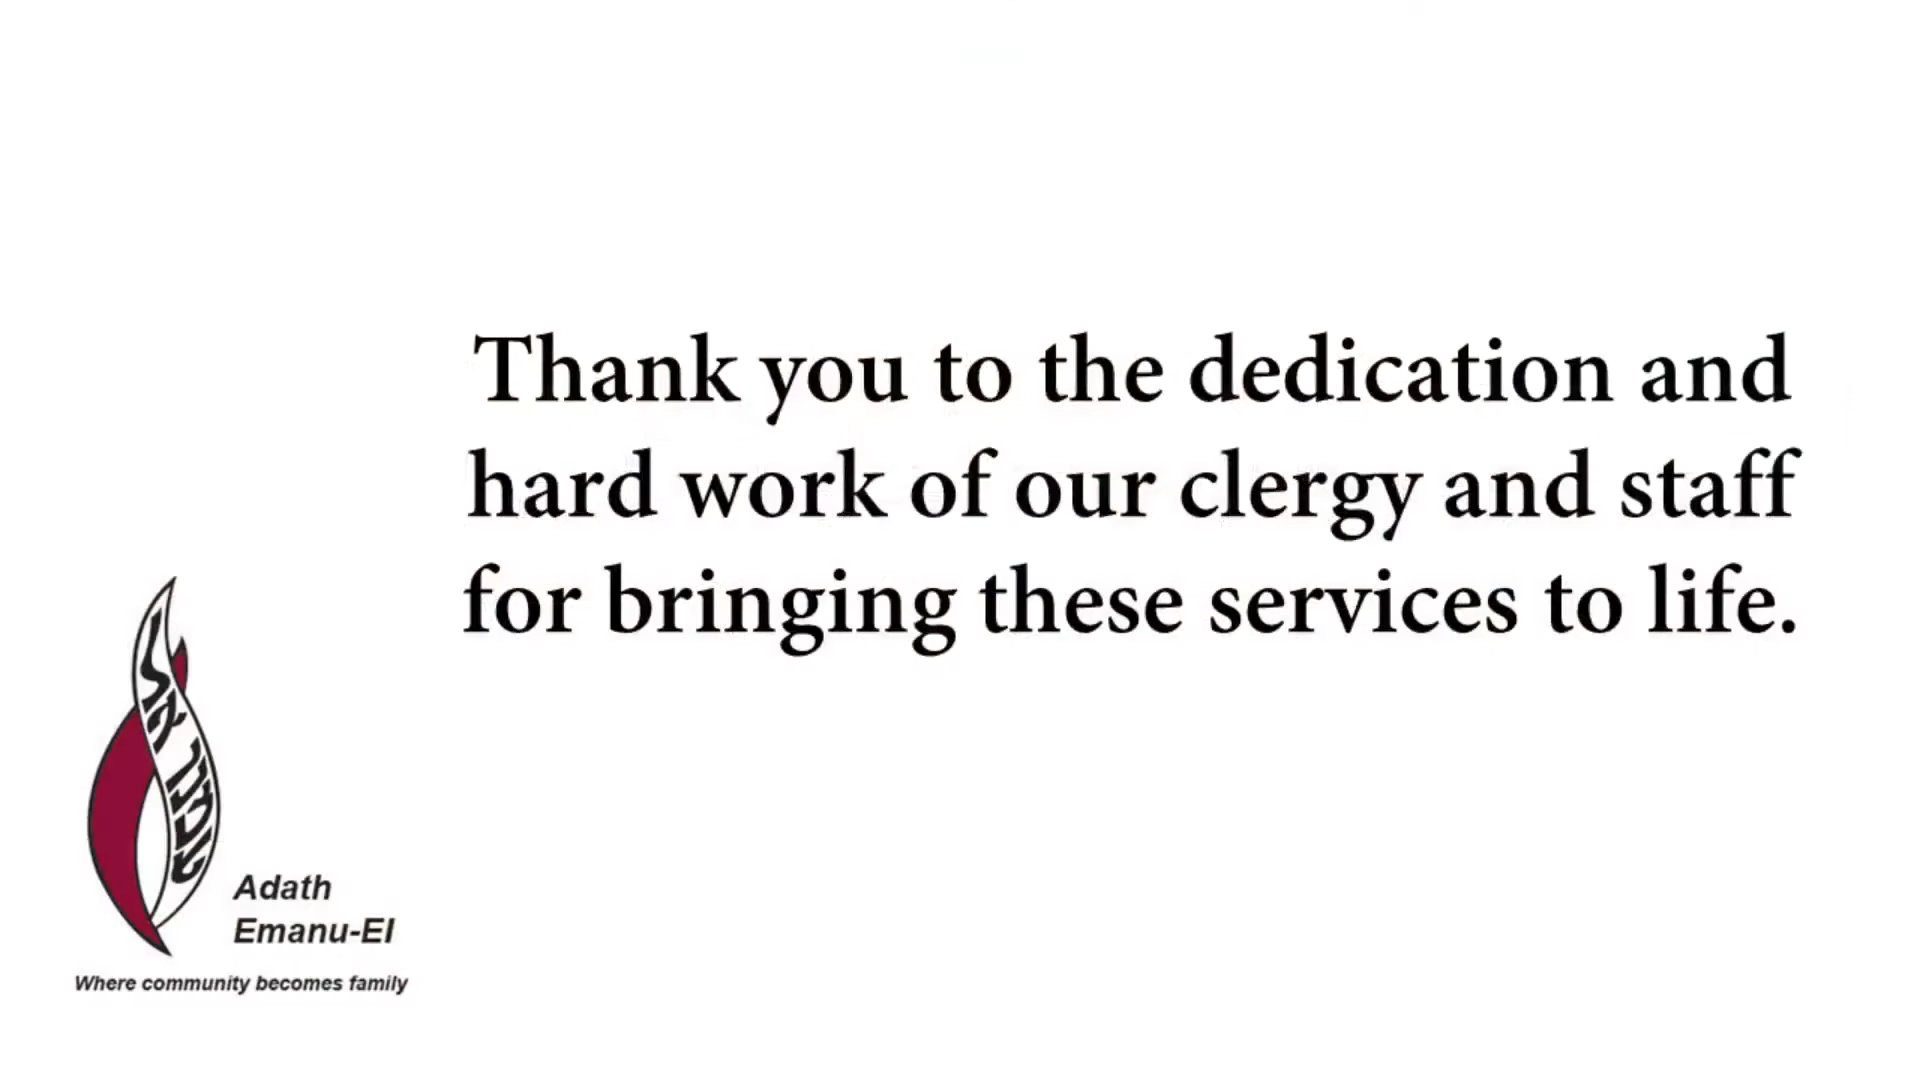 Thank you to the dedication and
hard work of our clergy and staff
for bringing these services to life.
Adath
Emanu-El
Where community becomes family